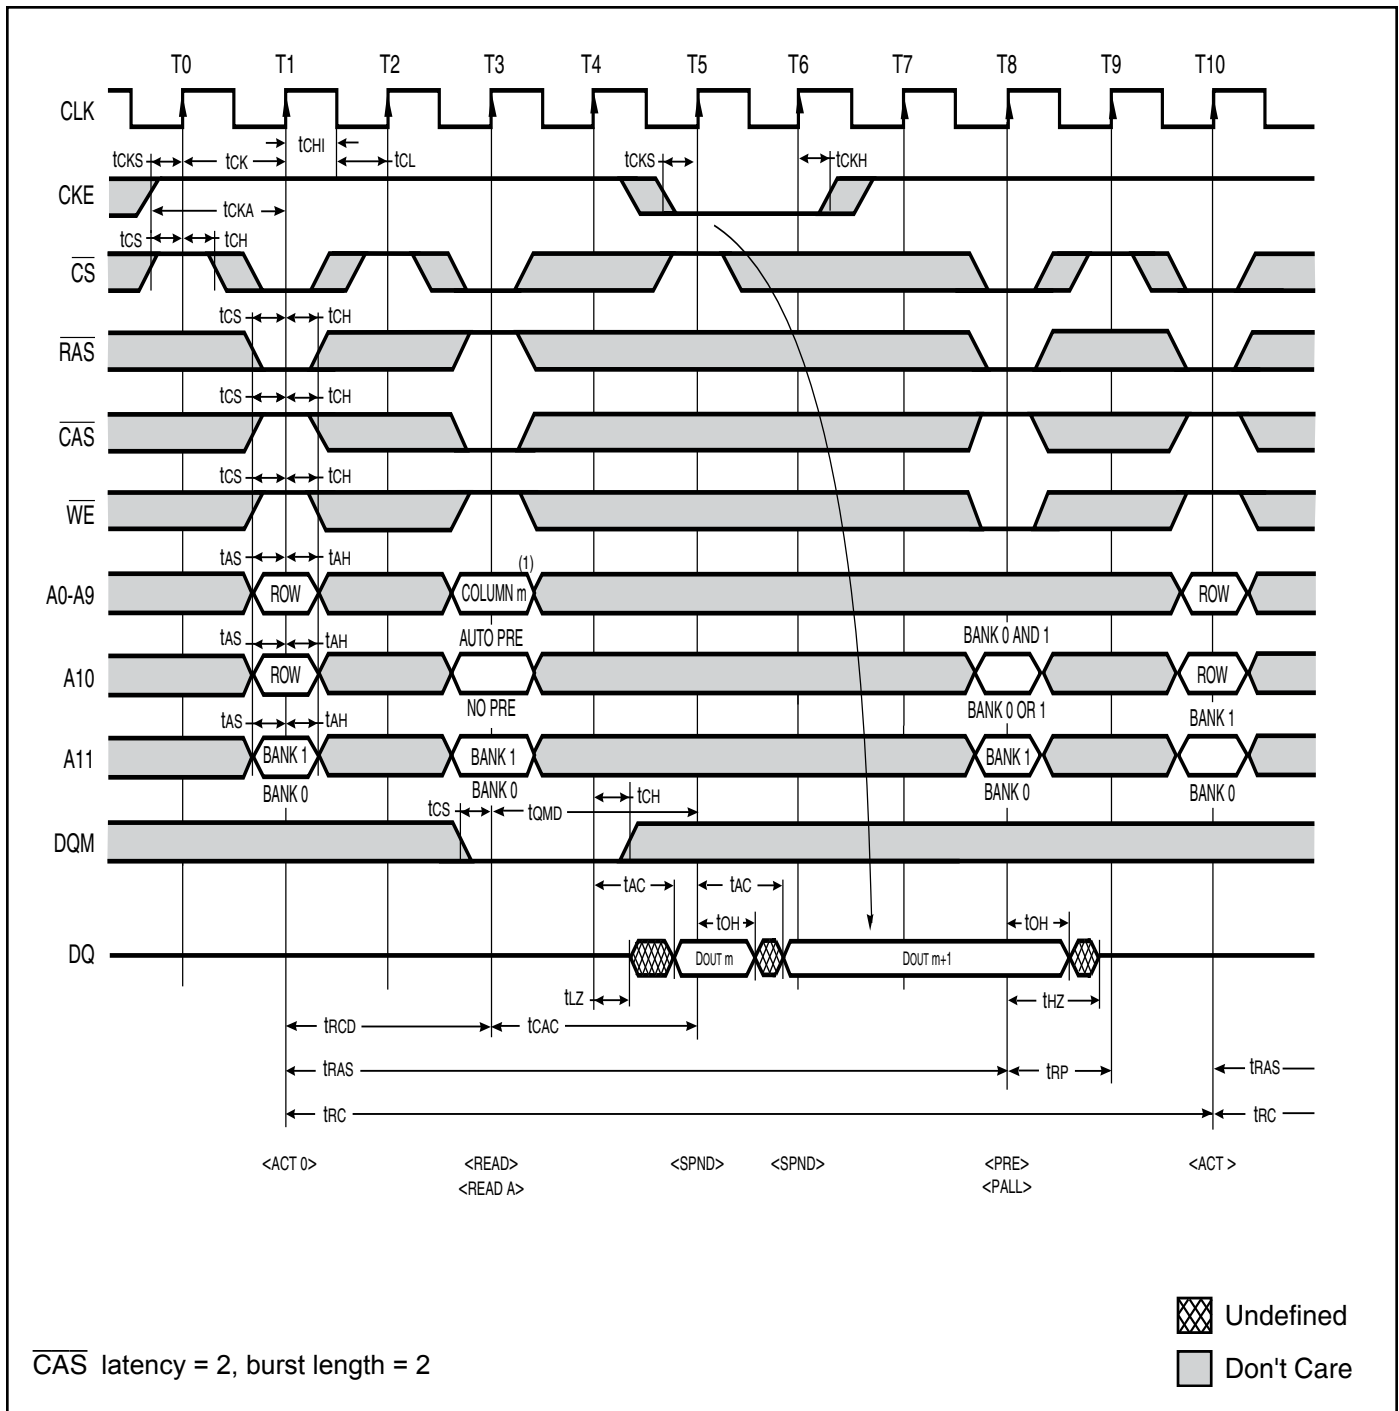 T0 T1 T2 T3 T4 T5 T6 T7 T8 T9 T10
CLK
tCHI
tCKS tCK tCL tCKS tCKH
CKE
tCKA
tCS tCH
CS
tCS tCH
RAS
tCS tCH
CAS
tCS tCH
WE
tAS tAH (1)
A0-A9 ROW COLUMN m ROW
tAS tAH AUTO PRE BANK 0 AND 1
A10 ROW ROW
NO PRE BANK 0 OR 1
tAS tAH BANK 1
A11 BANK 1 BANK 1 BANK 1
BANK 0 BANK 0 BANK 0 BANK 0
tCS tQMD tCH
DQM
tAC tAC
tOH tOH
DQ DOUT m DOUT m+1
tLZ tHZ
tRCD tCAC
tRAS tRP tRAS
tRC tRC
<ACT 0> <READ> <SPND> <SPND> <PRE> <ACT >
<READ A> <PALL>
Undefined
CAS latency = 2, burst length = 2
Don't Care